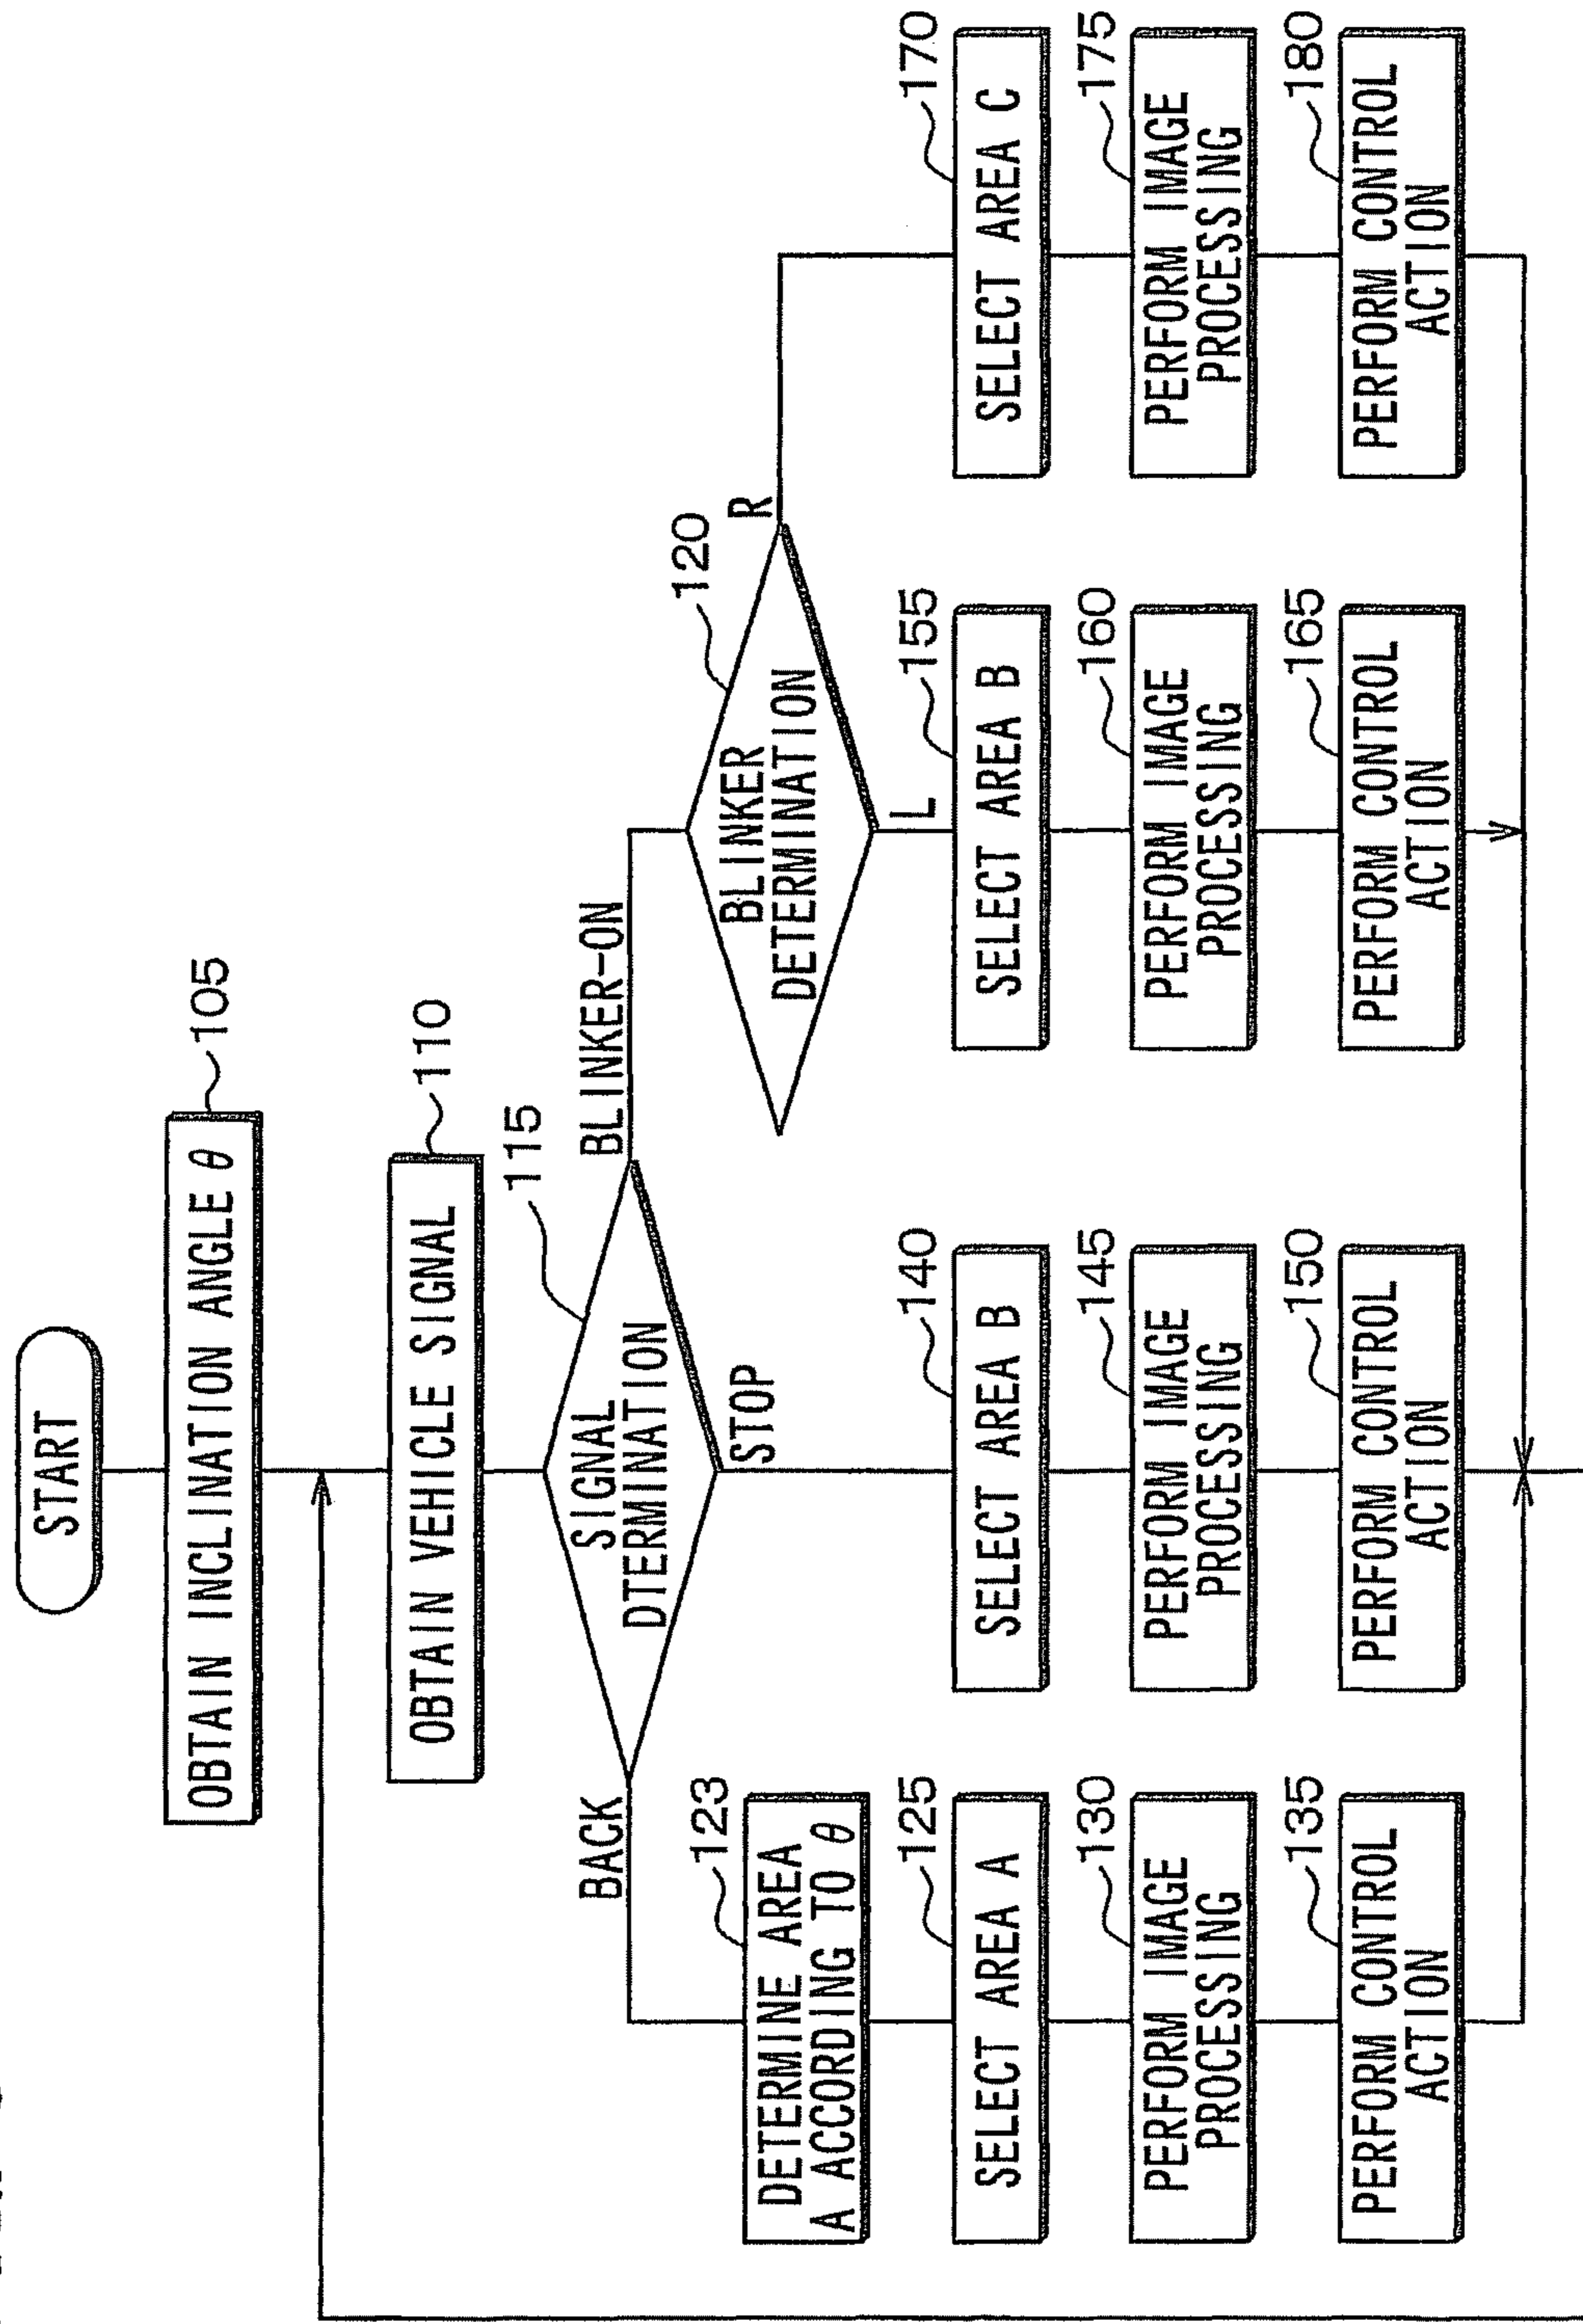 START
OBTAIN INCLINATION ANGLE θ
105
OBTAIN VEHICLE SIGNAL
110
SIGNAL
DTERMINATION
115
BACK
STOP
BLINKER-ON
BLINKER
DETERMINATION
120
R
L
DETERMINE AREA
A ACCORDING TO θ
123
SELECT AREA A
125
PERFORM IMAGE
PROCESSING
130
PERFORM CONTROL
ACTION
135
SELECT AREA B
140
PERFORM IMAGE
PROCESSING
145
PERFORM CONTROL
ACTION
150
SELECT AREA B
155
PERFORM IMAGE
PROCESSING
160
PERFORM CONTROL
ACTION
165
SELECT AREA C
170
PERFORM IMAGE
PROCESSING
175
PERFORM CONTROL
ACTION
180